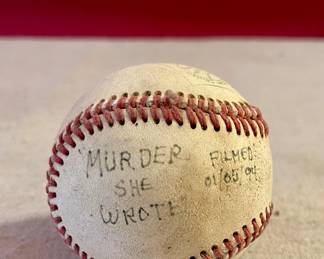 MURDER
SHE
WROTE
FILMED:
01/05/94